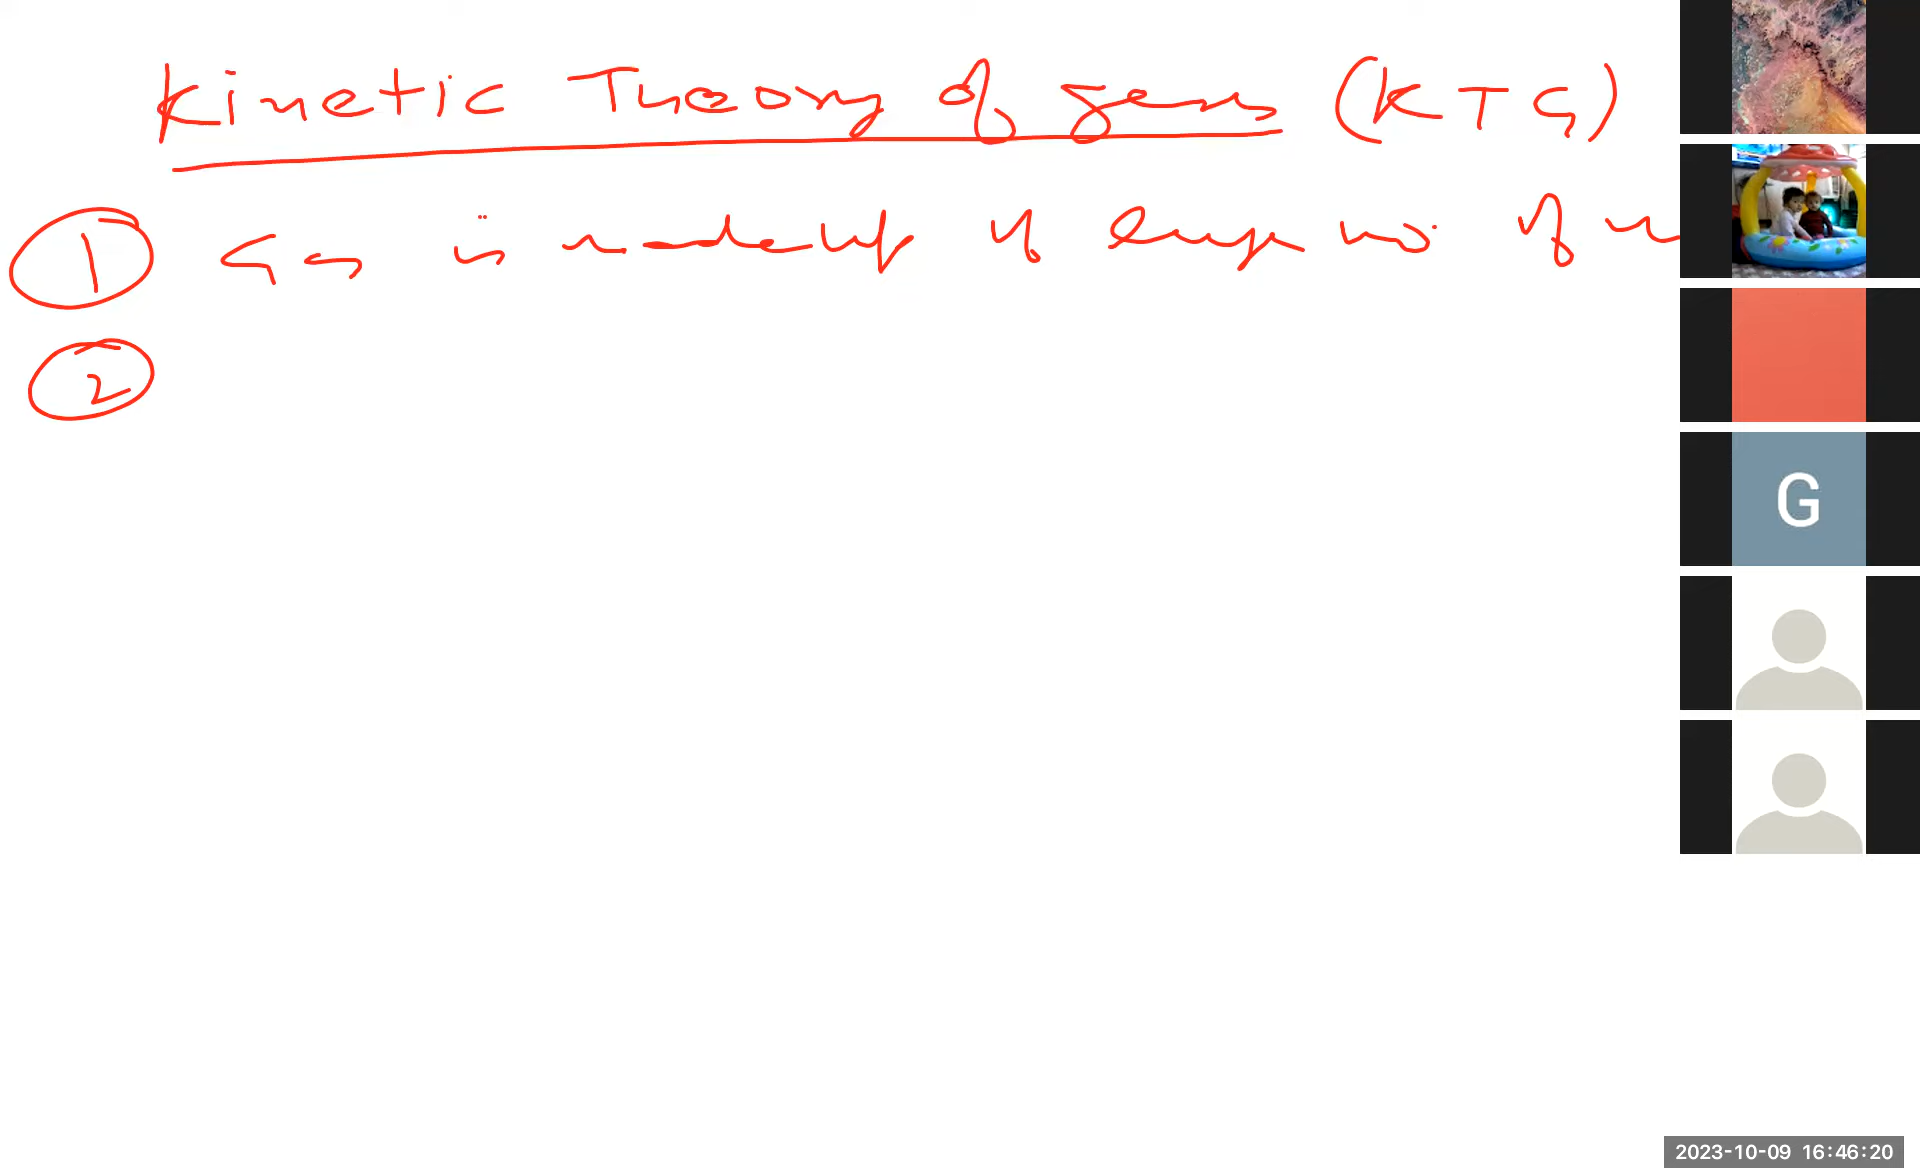 Kinetic Theory of gases (KTG)
1 Gas is made up of large no. of
2
G
2023-10-09 16:46:20